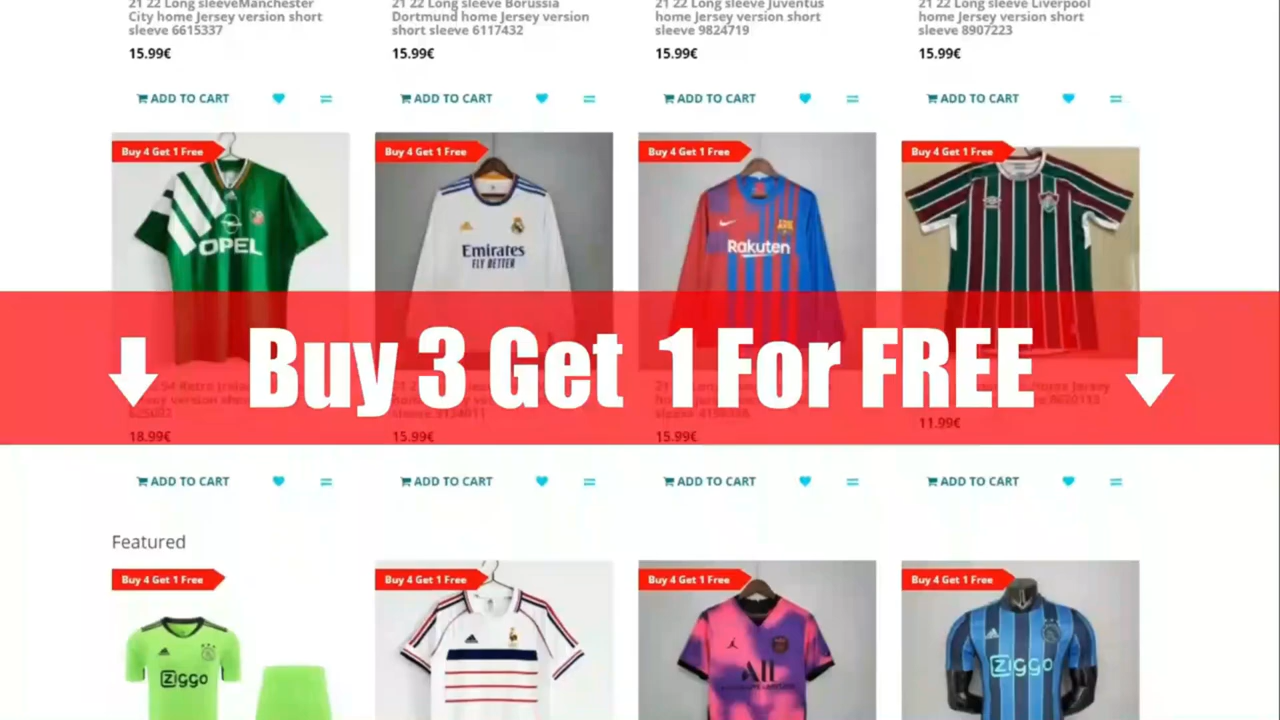 21 22 Long sleeveManchester
City home Jersey version short
sleeve 6615337
15.99€
21 22 Long sleeve Borussia
Dortmund home Jersey version
short sleeve 6117432
15.99€
21 22 Long sleeve Juventus
home Jersey version short
sleeve 9824719
15.99€
21 22 Long sleeve Liverpool
home Jersey version short
sleeve 8907223
15.99€
ADD TO CART
ADD TO CART
ADD TO CART
ADD TO CART
Buy 4 Get 1 Free
Buy 4 Get 1 Free
Buy 4 Get 1 Free
Buy 4 Get 1 Free
OPEL
Emirates
FLY BETTER
Rakuten
Buy 3 Get 1 For FREE
18.99€
15.99€
15.99€
11.99€
ADD TO CART
ADD TO CART
ADD TO CART
ADD TO CART
Featured
Buy 4 Get 1 Free
Buy 4 Get 1 Free
Buy 4 Get 1 Free
Buy 4 Get 1 Free
Ziggo
All
Ziggo